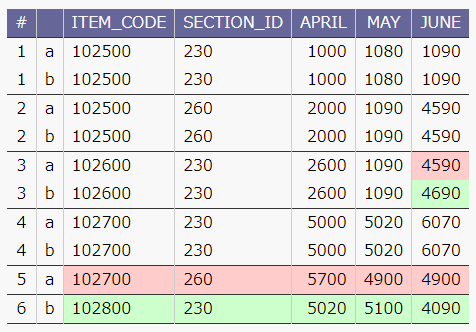 # ITEM_CODE SECTION_ID APRIL MAY JUNE
1 a 102500 230 1000 1080 1090
1 b 102500 230 1000 1080 1090
2 a 102500 260 2000 1090 4590
2 b 102500 260 2000 1090 4590
3 a 102600 230 2600 1090 4590
3 b 102600 230 2600 1090 4690
4 a 102700 230 5000 5020 6070
4 b 102700 230 5000 5020 6070
5 a 102700 260 5700 4900 4900
6 b 102800 230 5020 5100 4090